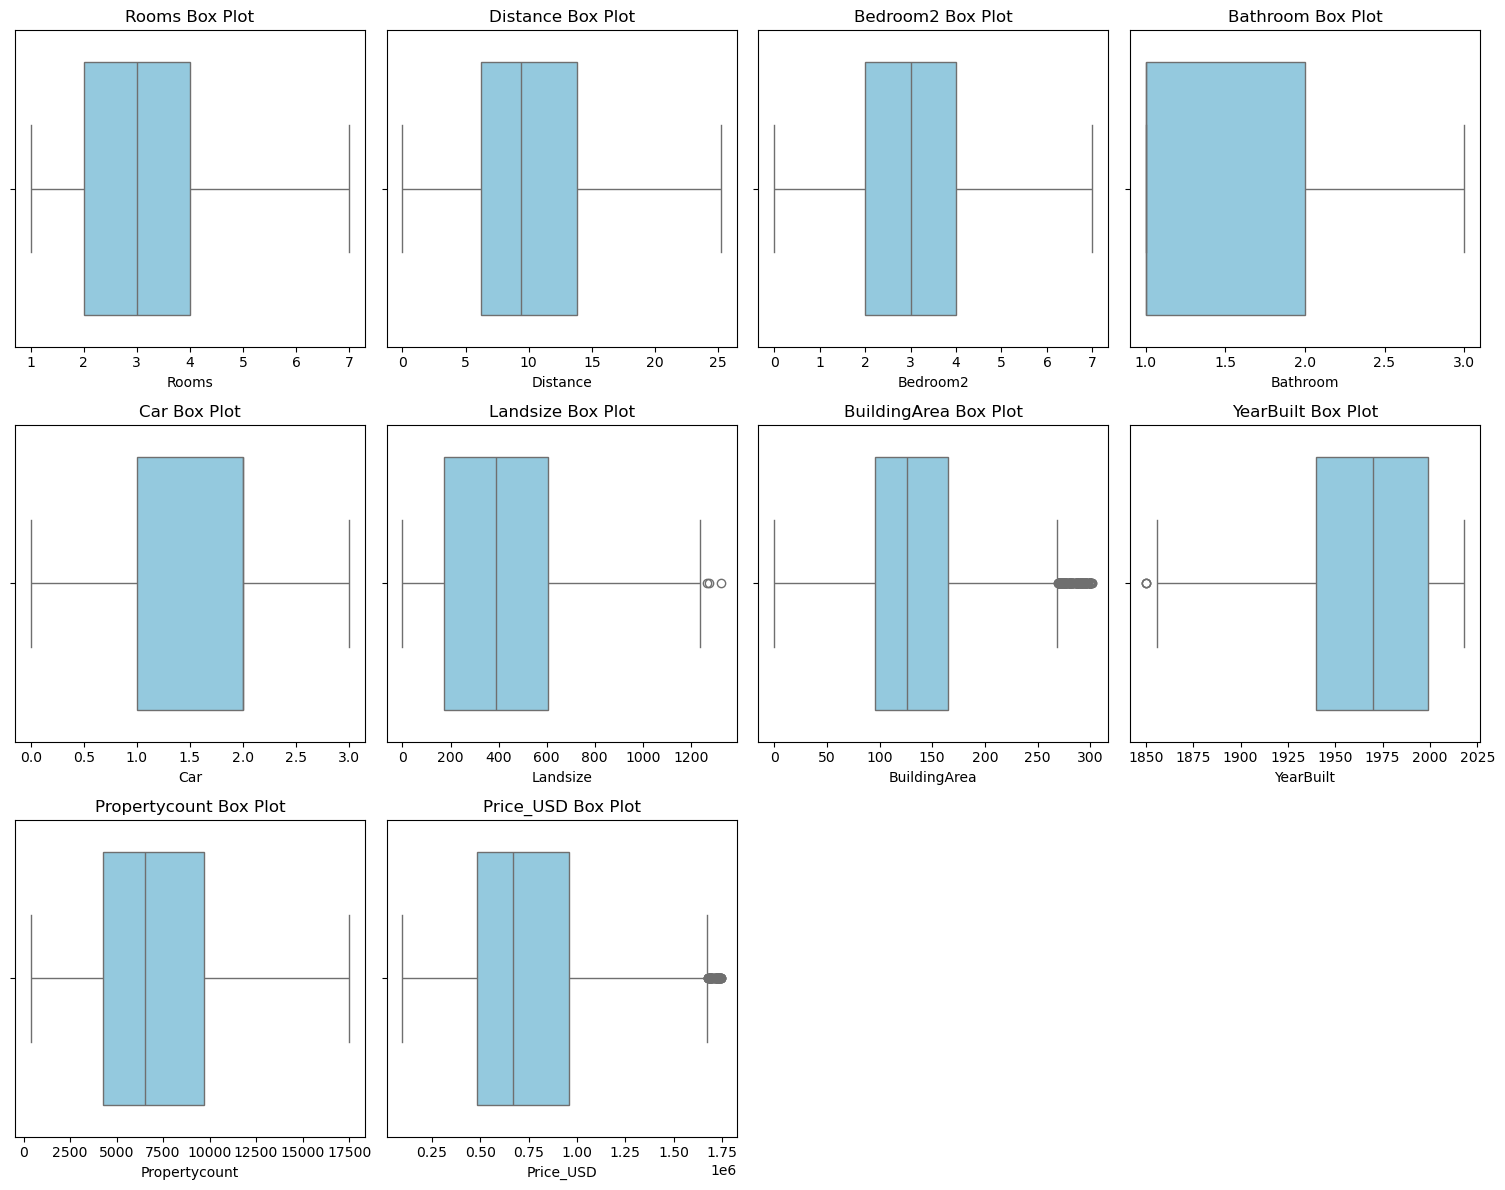 Rooms Box Plot
Distance Box Plot
Bedroom2 Box Plot
Bathroom Box Plot
1 2 3 4 5 6 7
0 5 10 15 20 25
0 1 2 3 4 5 6 7
1.0 1.5 2.0 2.5 3.0
Rooms
Distance
Bedroom2
Bathroom
Car Box Plot
Landsize Box Plot
BuildingArea Box Plot
YearBuilt Box Plot
0.0 0.5 1.0 1.5 2.0 2.5 3.0
0 200 400 600 800 1000 1200
0 50 100 150 200 250 300
1850 1875 1900 1925 1950 1975 2000 2025
Car
Landsize
BuildingArea
YearBuilt
Propertycount Box Plot
Price_USD Box Plot
0 2500 5000 7500 10000 12500 15000 17500
0.25 0.50 0.75 1.00 1.25 1.50 1.75
1e6
Propertycount
Price_USD